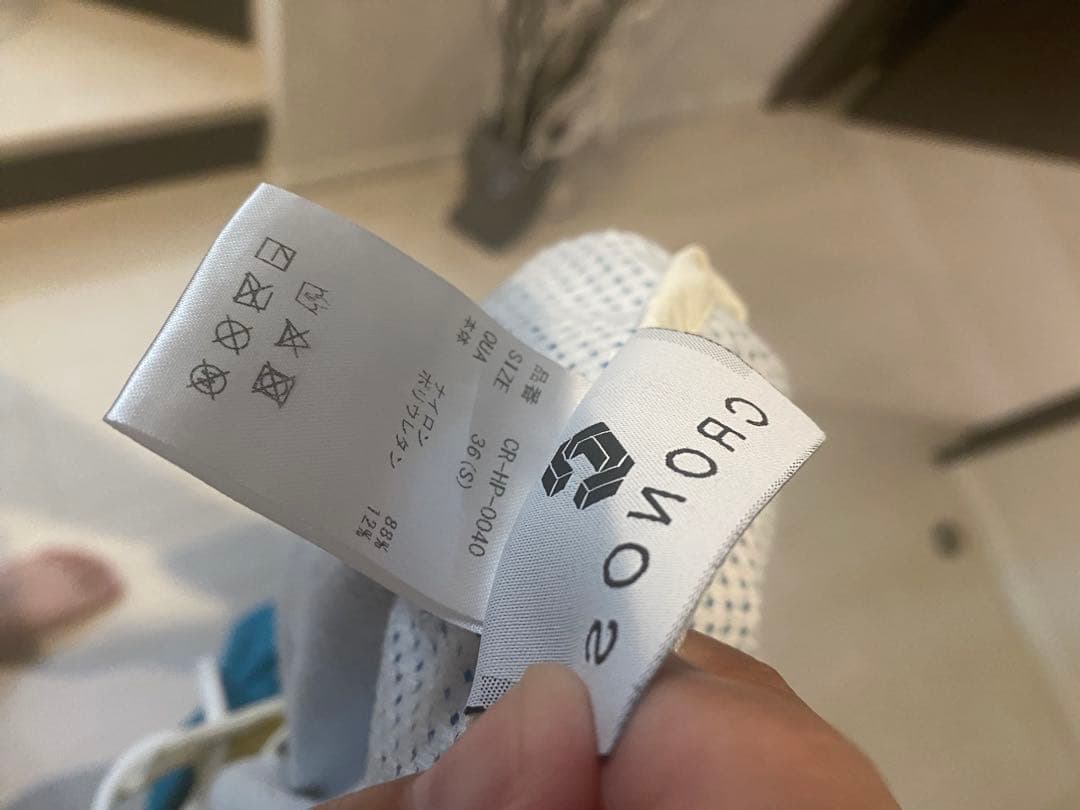 CRONOS
品番 CR-HP-0040
SIZE 36(S)
QUA
本体
ナイロン 88%
ポリウレタン 12%